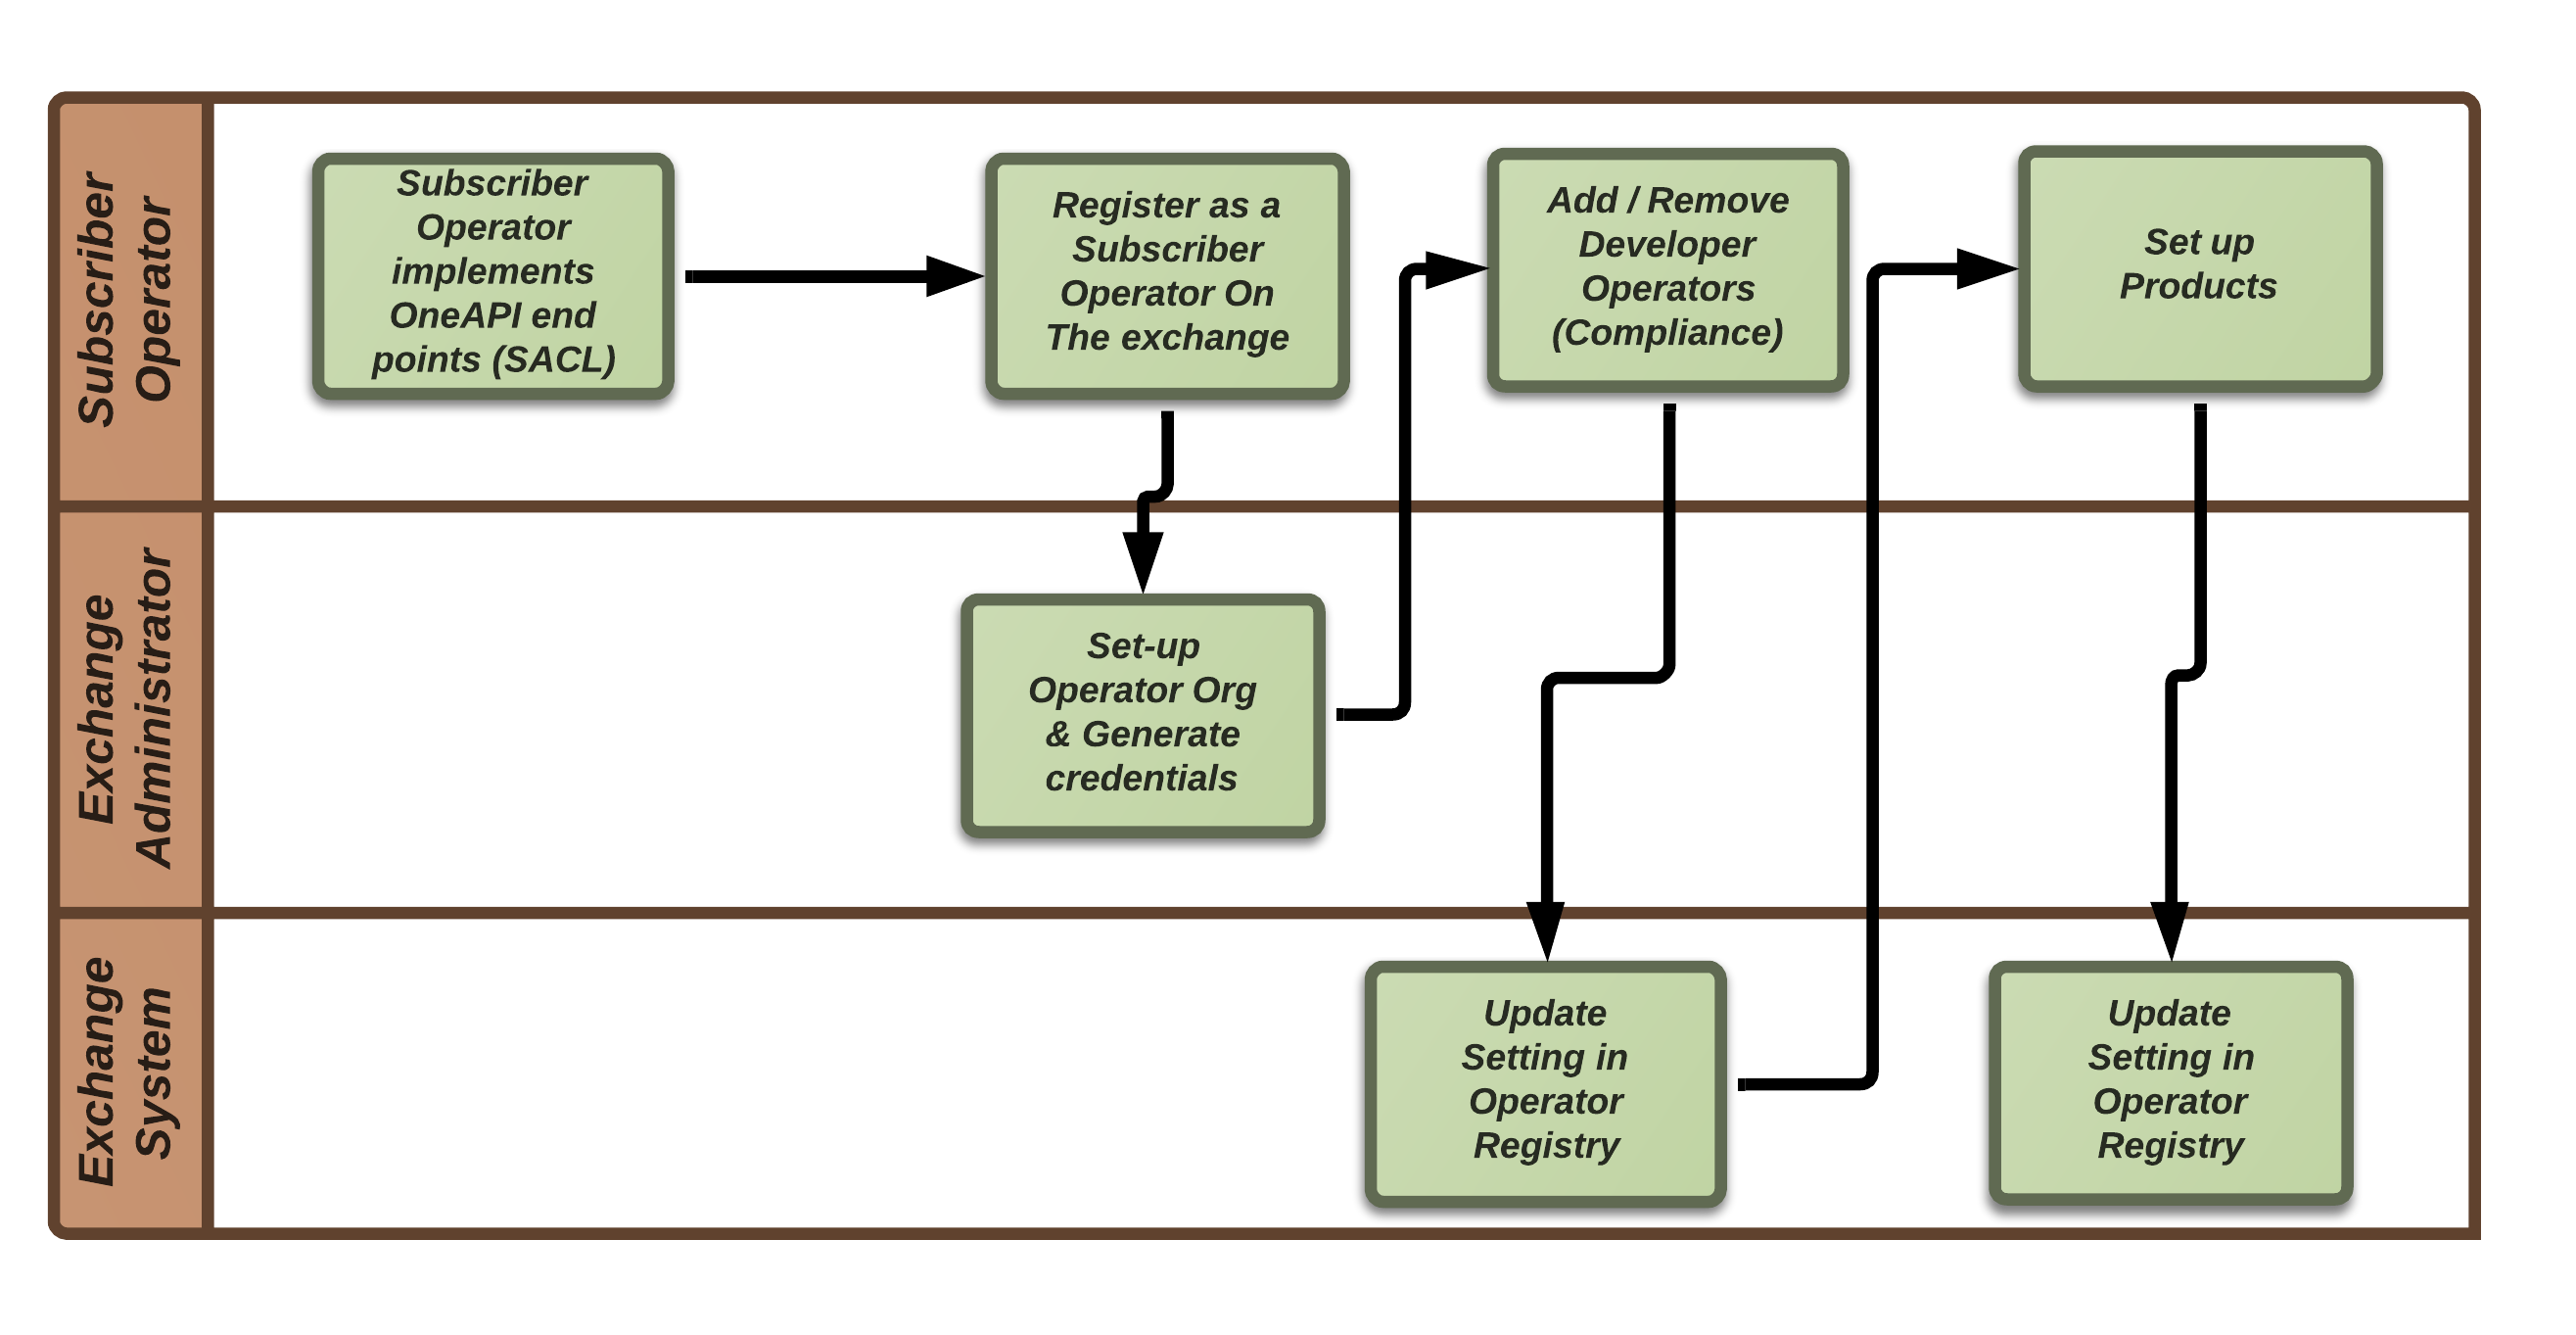 Subscriber
Operator
Subscriber
Operator
implements
OneAPI end
points (SACL)
Register as a
Subscriber
Operator On
The exchange
Add / Remove
Developer
Operators
(Compliance)
Set up
Products
Exchange
Administrator
Set-up
Operator Org
& Generate
credentials
Exchange
System
Update
Setting in
Operator
Registry
Update
Setting in
Operator
Registry